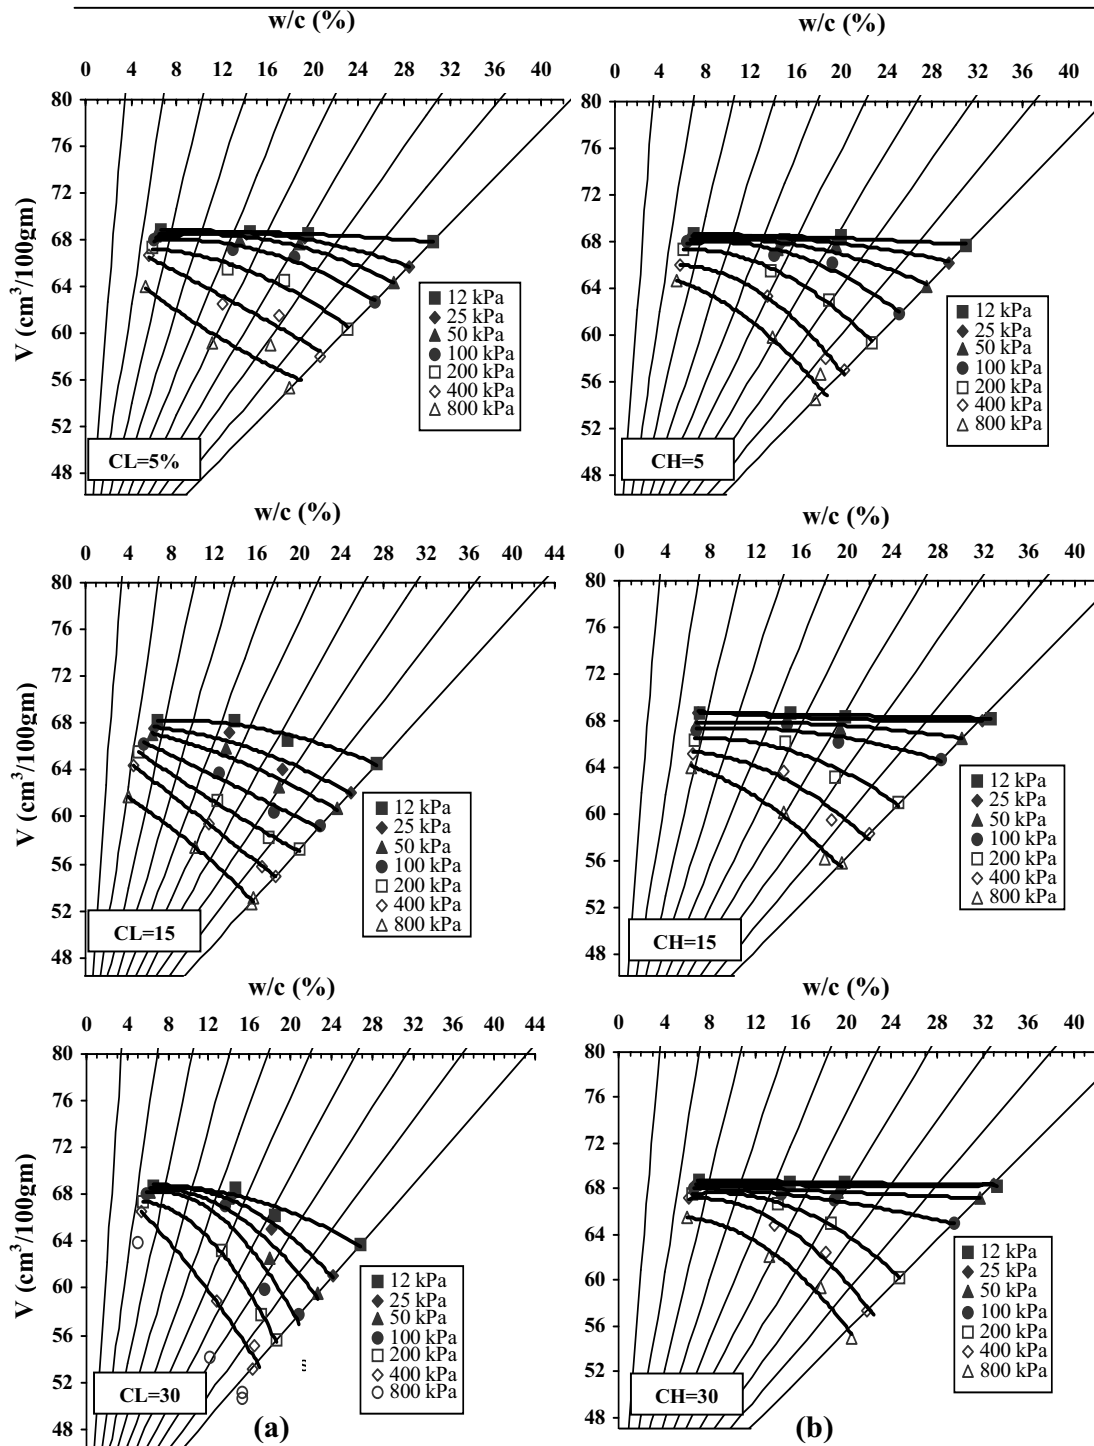 w/c (%)
0 4 8 12 16 20 24 28 32 36 40
80
76
72
68
64
60
56
52
48
V (cm³/100gm)
12 kPa
25 kPa
50 kPa
100 kPa
200 kPa
400 kPa
800 kPa
CL=5%
w/c (%)
0 4 8 12 16 20 24 28 32 36 40
80
76
72
68
64
60
56
52
48
12 kPa
25 kPa
50 kPa
100 kPa
200 kPa
400 kPa
800 kPa
CH=5
w/c (%)
0 4 8 12 16 20 24 28 32 36 40 44
80
76
72
68
64
60
56
52
48
V (cm³/100gm)
12 kPa
25 kPa
50 kPa
100 kPa
200 kPa
400 kPa
800 kPa
CL=15
w/c (%)
0 4 8 12 16 20 24 28 32 36 40
80
76
72
68
64
60
56
52
48
12 kPa
25 kPa
50 kPa
100 kPa
200 kPa
400 kPa
800 kPa
CH=15
w/c (%)
0 4 8 12 16 20 24 28 32 36 40 44
80
76
72
68
64
60
56
52
48
V (cm³/100gm)
12 kPa
25 kPa
50 kPa
100 kPa
200 kPa
400 kPa
800 kPa
CL=30
(a)
w/c (%)
0 4 8 12 16 20 24 28 32 36 40
80
76
72
68
64
60
56
52
48
12 kPa
25 kPa
50 kPa
100 kPa
200 kPa
400 kPa
800 kPa
CH=30
(b)